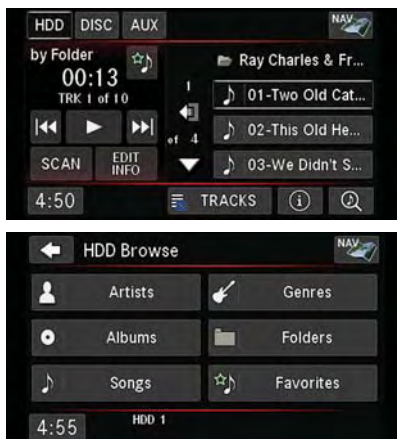 HDD DISC AUX NAV
by Folder
Ray Charles & Fr...
00:13
TRK 1 of 10
1
01-Two Old Cat...
of 4
02-This Old He...
SCAN
EDIT INFO
03-We Didn't S...
4:50
TRACKS
HDD Browse NAV
Artists Genres
Albums Folders
Songs Favorites
HDD 1
4:55